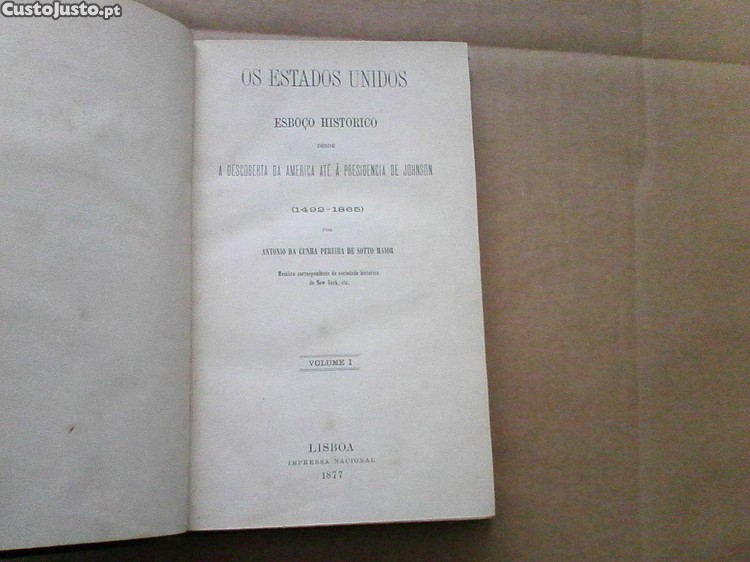 CustoJusto.pt
OS ESTADOS UNIDOS
ESBOÇO HISTORICO
DESDE
A DESCOBERTA DA AMERICA ATÉ Á PRESIDENCIA DE JOHNSON
(1492-1865)
POR
ANTONIO DA CUNHA PEREIRA DE SOTTO MAIOR
Membro correspondente da sociedade historica
de New York, etc.
VOLUME I
LISBOA
IMPRENSA NACIONAL
1877